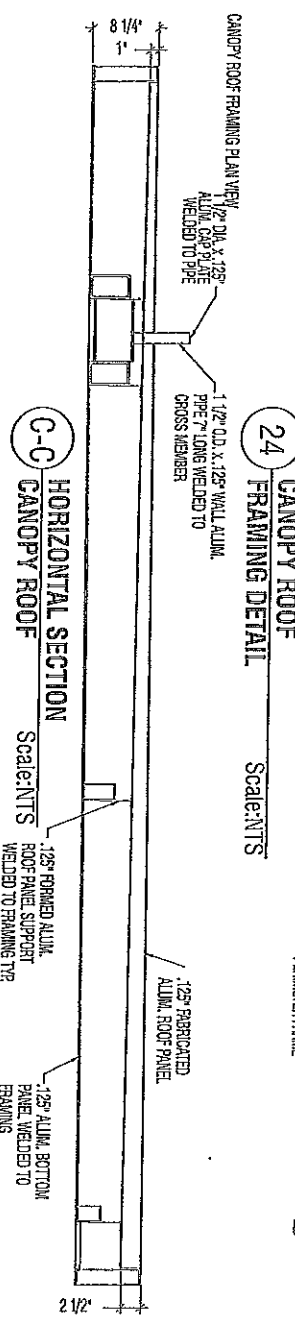 24
CANOPY ROOF
FRAMING DETAIL
Scale:NTS
CANOPY ROOF FRAMING PLAN VIEW
1 1/2" DIA. x .125"
ALUM. CAP PLATE
WELDED TO PIPE
1 1/2" O.D. x .125" WALL ALUM.
PIPE 7" LONG WELDED TO
CROSS MEMBER
8 1/4"
1"
.125" FABRICATED
ALUM. ROOF PANEL
2 1/2"
C-C
HORIZONTAL SECTION
CANOPY ROOF
Scale:NTS
.125" FORMED ALUM.
ROOF PANEL SUPPORT
WELDED TO FRAMING TYP.
.125" ALUM. BOTTOM
PANEL WELDED TO
FRAMING